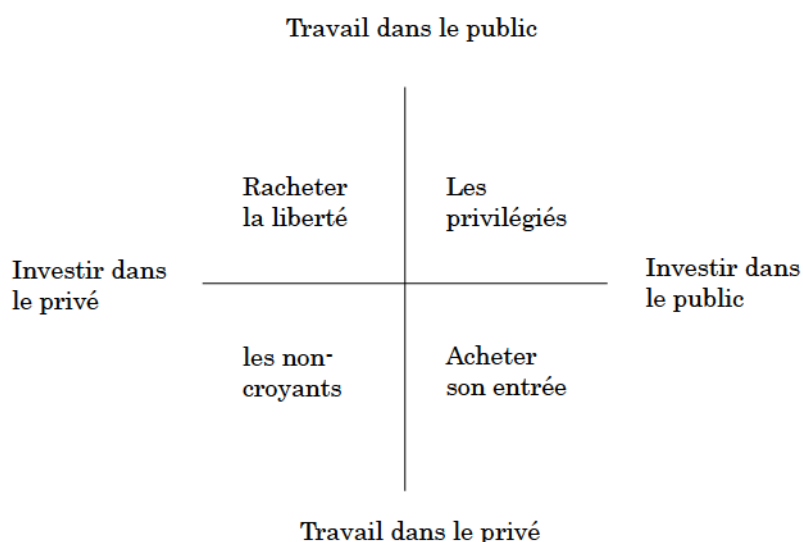 Travail dans le public
Racheter
la liberté
Les
privilégiés
Investir dans
le privé
Investir dans
le public
les non-
croyants
Acheter
son entrée
Travail dans le privé